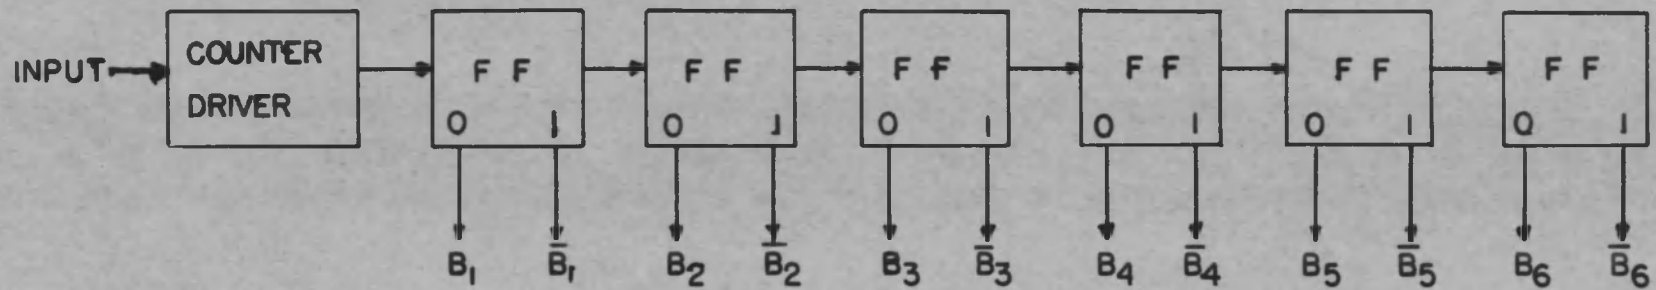 INPUT
COUNTER
DRIVER
F F
0 1
F F
0 1
F F
0 1
F F
0 1
F F
0 1
F F
0 1
B₁ B̅₁ B₂ B̅₂ B₃ B̅₃ B₄ B̅₄ B₅ B̅₅ B₆ B̅₆